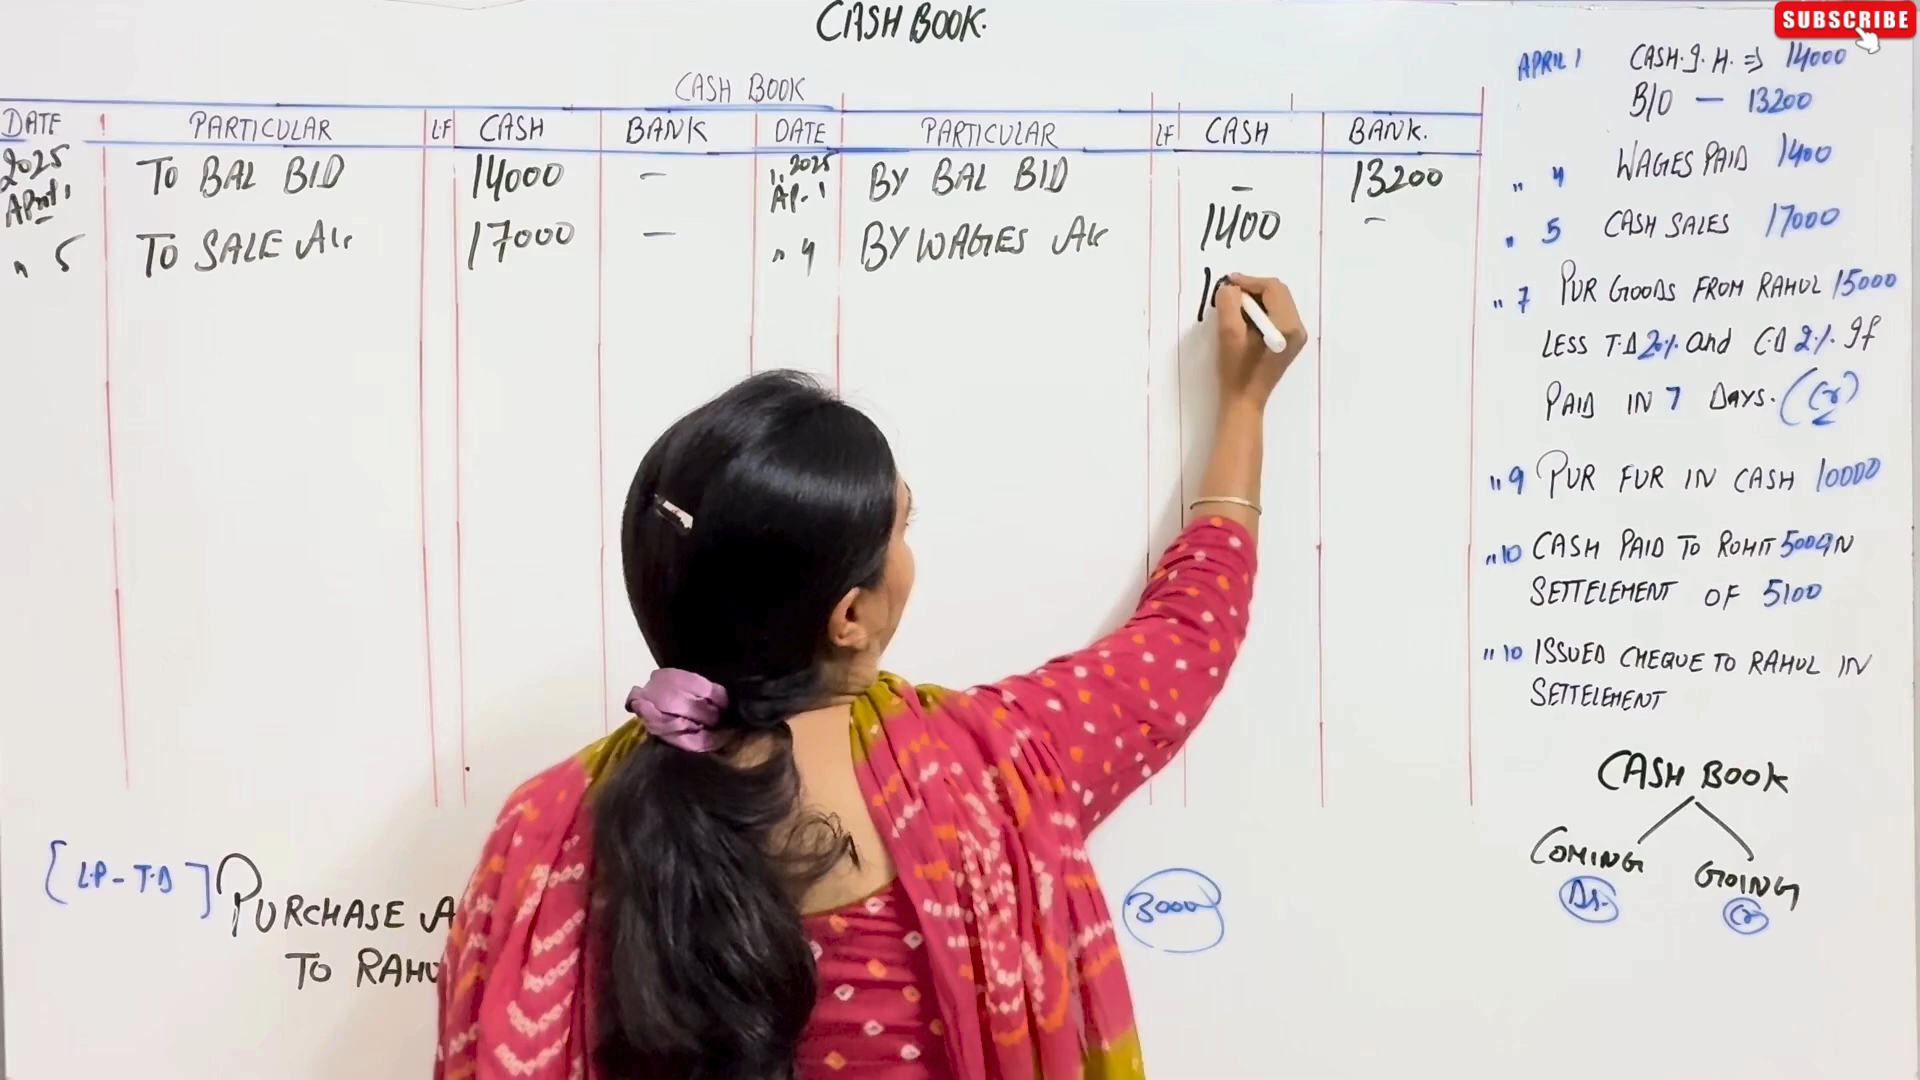 CASH BOOK.
SUBSCRIBE
CASH BOOK
DATE PARTICULAR LF CASH BANK DATE PARTICULAR LF CASH BANK.
2025 April 1 TO BAL B/D 14000 - 2025 AP-1 BY BAL B/D - 13200
" 5 TO SALE A/c 17000 - " 4 BY WAGES A/c 1400 -
APRIL 1 CASH.I.H. => 14000
B/O - 13200
" 4 WAGES PAID 1400
" 5 CASH SALES 17000
" 7 PUR GOODS FROM RAHUL 15000
LESS T.D 20% and C.D 2% If
PAID IN 7 DAYS. (Cr)
" 9 PUR FUR IN CASH 10000
" 10 CASH PAID TO ROHIT 5000 IN
SETTELEMENT OF 5100
" 10 ISSUED CHEQUE TO RAHUL IN
SETTELEMENT
CASH BOOK
COMING GOING
Dr. Cr
[L.P - T.D] PURCHASE A
TO RAHU
3000